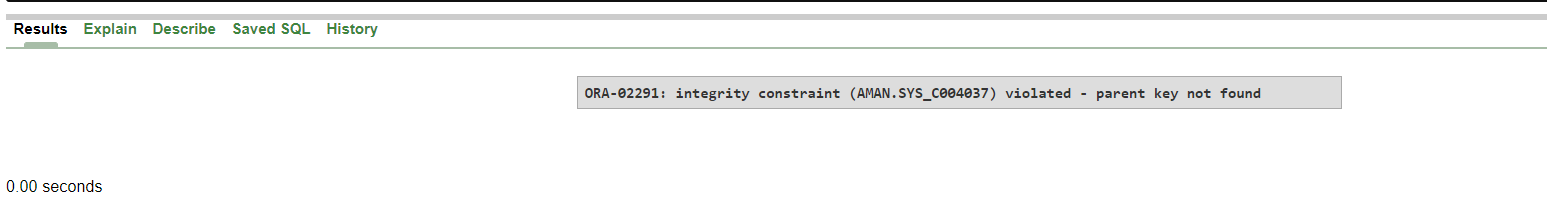 Results Explain Describe Saved SQL History
ORA-02291: integrity constraint (AMAN.SYS_C004037) violated - parent key not found
0.00 seconds